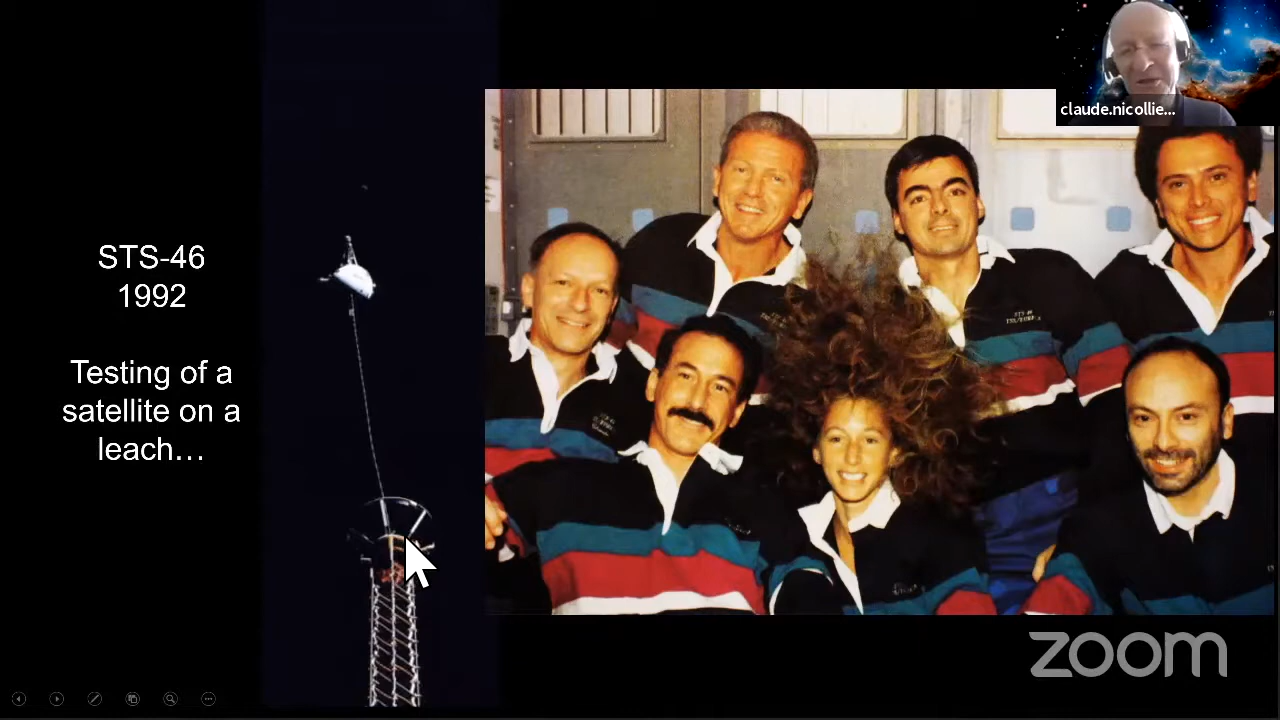 STS-46
1992
Testing of a
satellite on a
leach…
claude.nicollie...
zoom